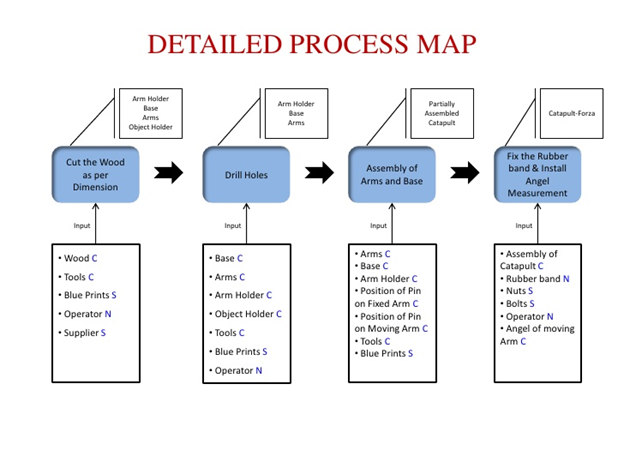 DETAILED PROCESS MAP
Arm Holder
Base
Arms
Object Holder
Arm Holder
Base
Arms
Partially
Assembled
Catapult
Catapult-Forza
Cut the Wood
as per
Dimension
Drill Holes
Assembly of
Arms and Base
Fix the Rubber
band & Install
Angel
Measurement
Input
Input
Input
Input
• Wood C
• Tools C
• Blue Prints S
• Operator N
• Supplier S
• Base C
• Arms C
• Arm Holder C
• Object Holder C
• Tools C
• Blue Prints S
• Operator N
• Arms C
• Base C
• Arm Holder C
• Position of Pin
on Fixed Arm C
• Position of Pin
on Moving Arm C
• Tools C
• Blue Prints S
• Assembly of
Catapult C
• Rubber band N
• Nuts S
• Bolts S
• Operator N
• Angel of moving
Arm C